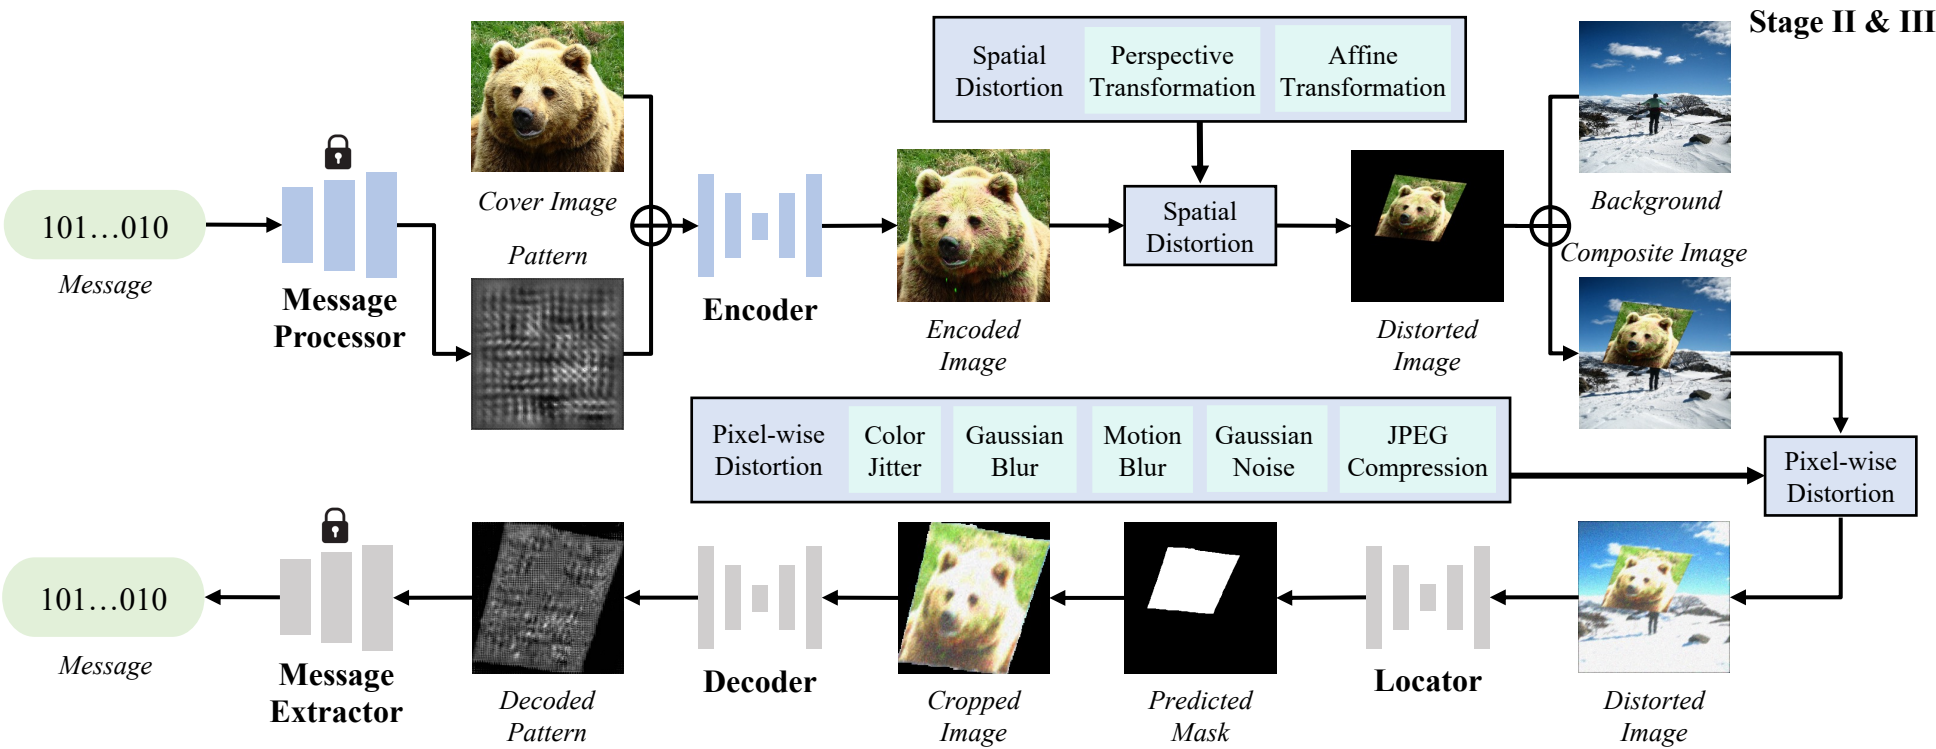 Stage II & III
Spatial
Distortion
Perspective
Transformation
Affine
Transformation
101...010
Message
Message
Processor
Cover Image
Pattern
Encoder
Encoded
Image
Spatial
Distortion
Distorted
Image
Background
Composite Image
Pixel-wise
Distortion
Color
Jitter
Gaussian
Blur
Motion
Blur
Gaussian
Noise
JPEG
Compression
Pixel-wise
Distortion
101...010
Message
Message
Extractor
Decoded
Pattern
Decoder
Cropped
Image
Predicted
Mask
Locator
Distorted
Image